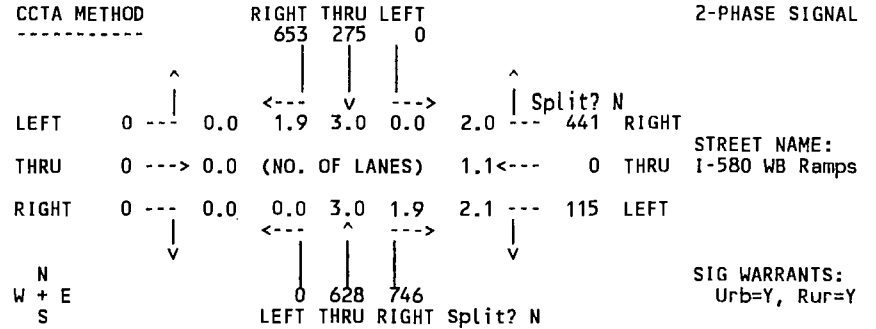 CCTA METHOD RIGHT THRU LEFT 2-PHASE SIGNAL
----------- 653 275 0
^ ^
<--- v ---> Split? N
LEFT 0 --- 0.0 1.9 3.0 0.0 2.0 --- 441 RIGHT
STREET NAME:
THRU 0 ---> 0.0 (NO. OF LANES) 1.1<--- 0 THRU I-580 WB Ramps
RIGHT 0 --- 0.0 0.0 3.0 1.9 2.1 --- 115 LEFT
<--- ^ --->
v v
N SIG WARRANTS:
W + E 0 628 746 Urb=Y, Rur=Y
S LEFT THRU RIGHT Split? N